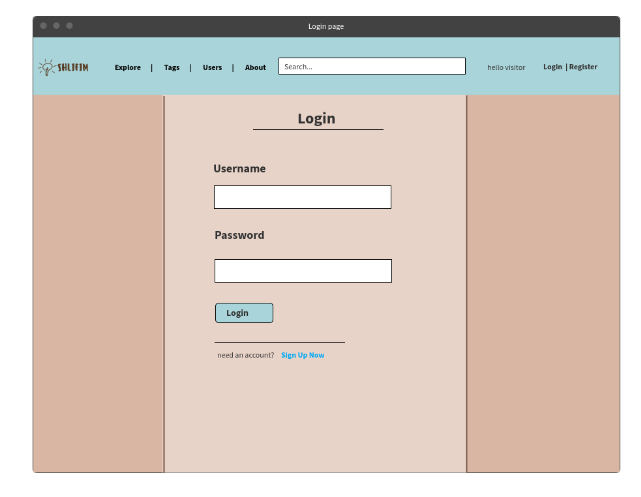 Login page
Explore | Tags | Users | About Search... hello visitor Login | Register
Login
Username
Password
Login
need an account? Sign Up Now